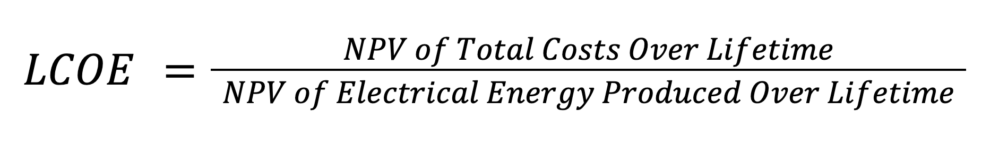 LCOE = NPV of Total Costs Over Lifetime
NPV of Electrical Energy Produced Over Lifetime